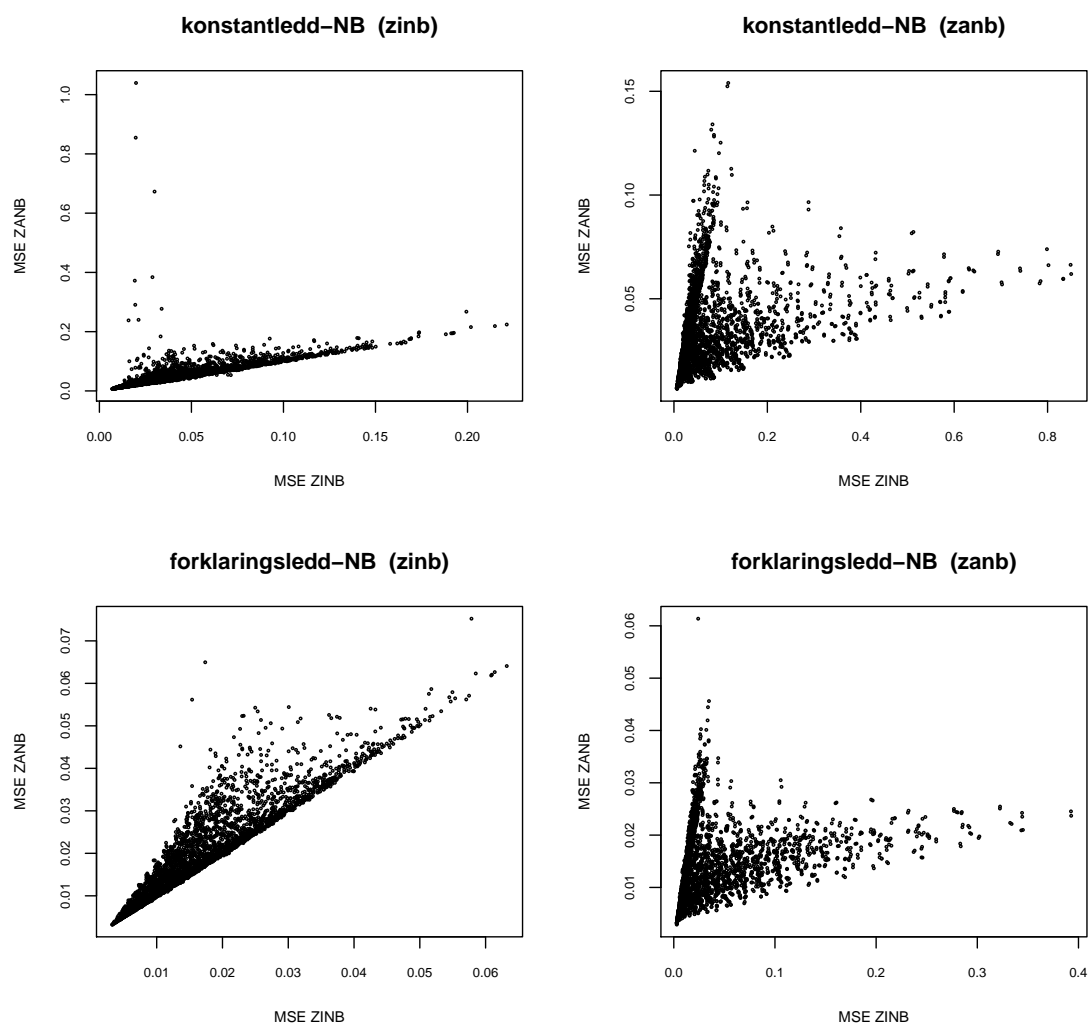 konstantledd−NB (zinb)
MSE ZANB
1.0
0.8
0.6
0.4
0.2
0.0
0.00 0.05 0.10 0.15 0.20
MSE ZINB
konstantledd−NB (zanb)
MSE ZANB
0.15
0.10
0.05
0.0 0.2 0.4 0.6 0.8
MSE ZINB
forklaringsledd−NB (zinb)
MSE ZANB
0.07
0.06
0.05
0.04
0.03
0.02
0.01
0.01 0.02 0.03 0.04 0.05 0.06
MSE ZINB
forklaringsledd−NB (zanb)
MSE ZANB
0.06
0.05
0.04
0.03
0.02
0.01
0.0 0.1 0.2 0.3 0.4
MSE ZINB